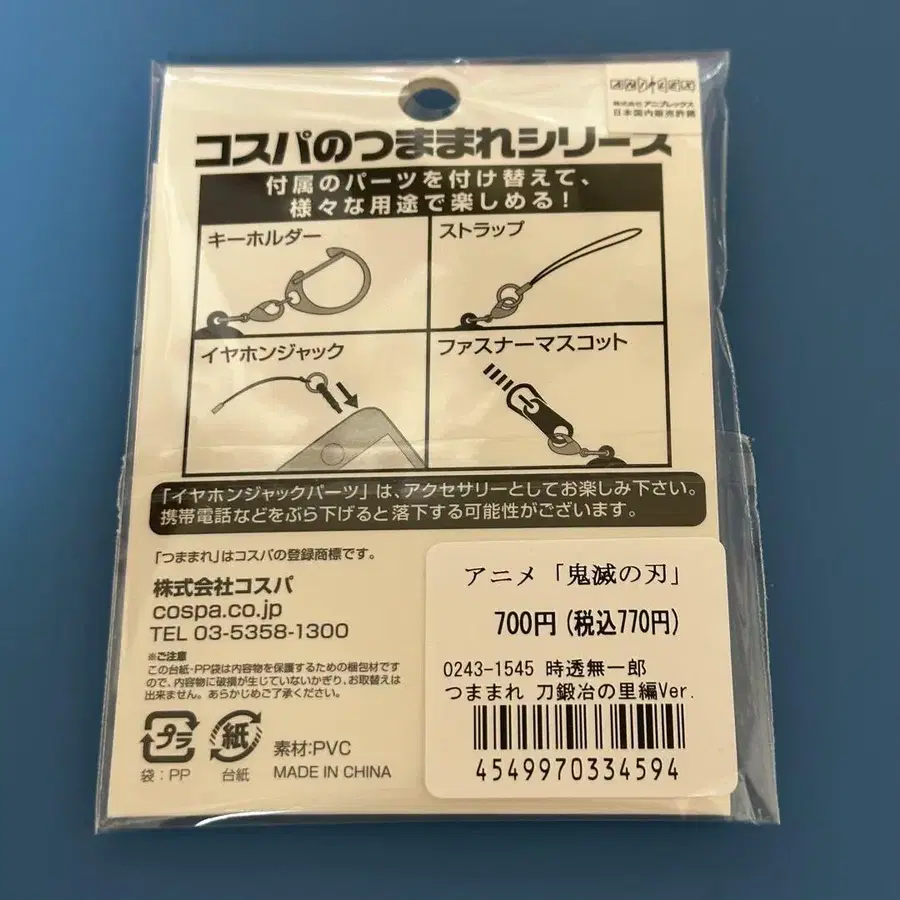 ANIPLEX
株式会社 アニプレックス
日本国内販売許諾
コスパのつままれシリーズ
付属のパーツを付け替えて、
様々な用途で楽しめる！
キーホルダー
ストラップ
イヤホンジャック
ファスナーマスコット
「イヤホンジャックパーツ」は、アクセサリーとしてお楽しみ下さい。
携帯電話などをぶら下げると落下する可能性がございます。
「つままれ」はコスパの登録商標です。
株式会社コスパ
cospa.co.jp
TEL 03-5358-1300
※ご注意
この台紙・PP袋は内容物を保護するための梱包材です
ので、内容物に破損が生じていないかぎり、お取替えは
出来ません。あらかじめご了承ください。
プラ
袋：PP
紙
台紙
素材:PVC
MADE IN CHINA
アニメ「鬼滅の刃」
700円(税込770円)
0243-1545 時透無一郎
つままれ 刀鍛冶の里編Ver.
4549970334594